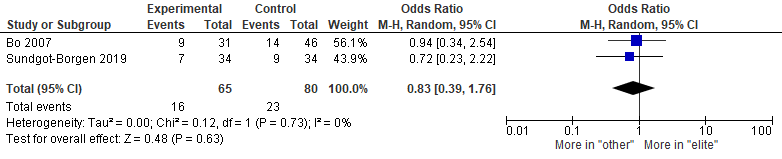 Experimental Control Odds Ratio Odds Ratio
Study or Subgroup Events Total Events Total Weight M-H, Random, 95% CI M-H, Random, 95% CI
Bo 2007 9 31 14 46 56.1% 0.94 [0.34, 2.54]
Sundgot-Borgen 2019 7 34 9 34 43.9% 0.72 [0.23, 2.22]
Total (95% CI) 65 80 100.0% 0.83 [0.39, 1.76]
Total events 16 23
Heterogeneity: Tau² = 0.00; Chi² = 0.12, df = 1 (P = 0.73); I² = 0%
Test for overall effect: Z = 0.48 (P = 0.63)
0.01 0.1 1 10 100
More in "other" More in "elite"